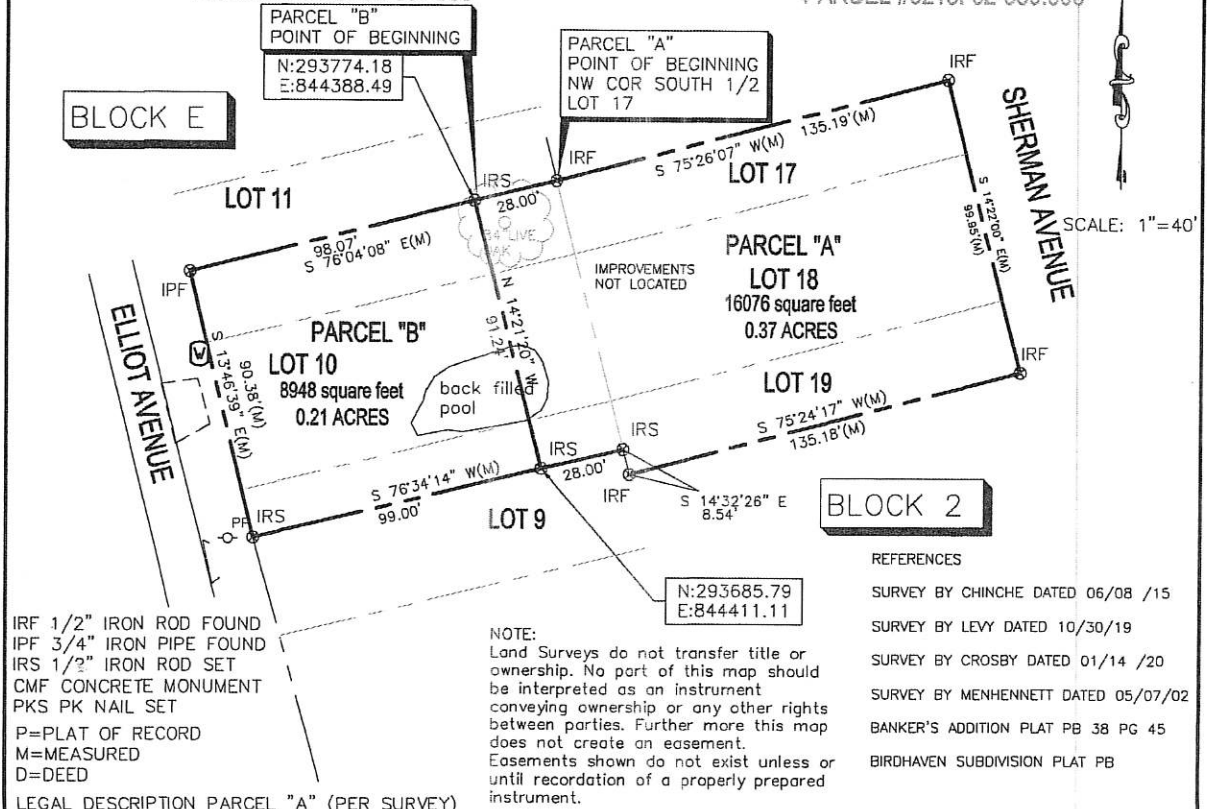 PARCEL "B"
POINT OF BEGINNING
N:293774.18
E:844388.49
PARCEL "A"
POINT OF BEGINNING
NW COR SOUTH 1/2
LOT 17
IRF
BLOCK E
SHERMAN AVENUE
135.19'(M)
S 75°26'07" W(M)
IRF
LOT 17
IRS
28.00'
LOT 11
S 14°22'00" E(M)
99.95'(M)
SCALE: 1"=40'
98.07'
S 76°04'08" E(M)
34" LIVE
OAK
PARCEL "A"
LOT 18
16076 square feet
0.37 ACRES
IMPROVEMENTS
NOT LOCATED
IPF
N 14°21'20" W
91.24'
ELLIOT AVENUE
W
S 13°46'39" E(M)
90.38'(M)
PARCEL "B"
LOT 10
8948 square feet
0.21 ACRES
back filled
pool
IRF
LOT 19
S 75°24'17" W(M)
135.18'(M)
IRS
IRS
28.00'
IRF
S 14°32'26" E
8.54'
S 76°34'14" W(M)
99.00'
LOT 9
BLOCK 2
PP
IRS
N:293685.79
E:844411.11
REFERENCES
SURVEY BY CHINCHE DATED 06/08 /15
SURVEY BY LEVY DATED 10/30/19
SURVEY BY CROSBY DATED 01/14 /20
SURVEY BY MENHENNETT DATED 05/07/02
BANKER'S ADDITION PLAT PB 38 PG 45
BIRDHAVEN SUBDIVISION PLAT PB
IRF 1/2" IRON ROD FOUND
IPF 3/4" IRON PIPE FOUND
IRS 1/2" IRON ROD SET
CMF CONCRETE MONUMENT
PKS PK NAIL SET
P=PLAT OF RECORD
M=MEASURED
D=DEED
LEGAL DESCRIPTION PARCEL "A" (PER SURVEY)
NOTE:
Land Surveys do not transfer title or
ownership. No part of this map should
be interpreted as an instrument
conveying ownership or any other rights
between parties. Further more this map
does not create an easement.
Easements shown do not exist unless or
until recordation of a properly prepared
instrument.